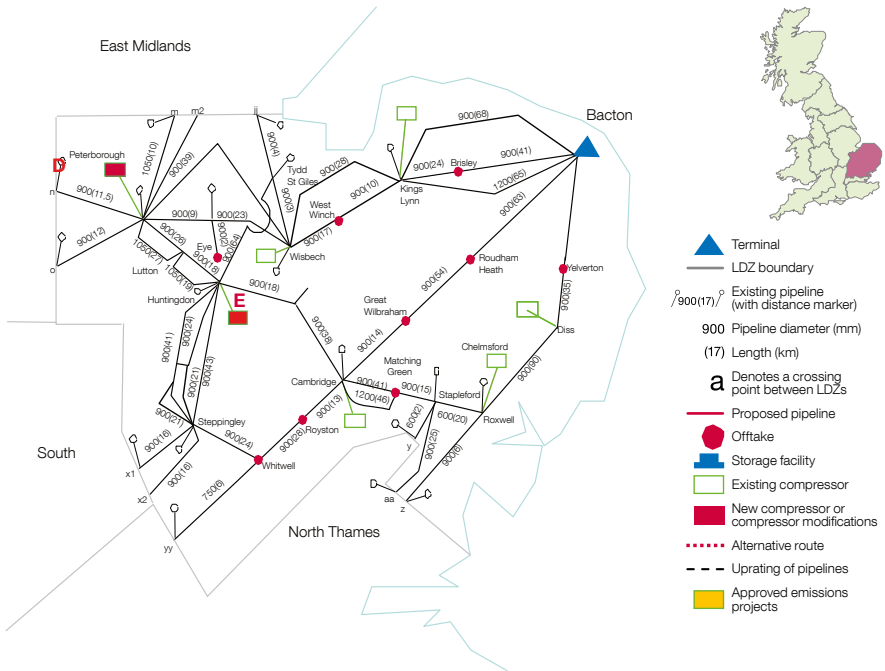 East Midlands
Bacton
m
m2
jj
900(68)
D
Peterborough
1050(10)
900(39)
900(4)
Tydd
St Giles
900(28)
900(24)
Brisley
900(41)
1200(65)
Kings
Lynn
n
900(11.5)
900(3)
West
Winch
900(10)
900(63)
900(9)
900(23)
900(17)
o
900(12)
900(26)
Eye
900(64)
Wisbech
1050(27)
900(18)
Lutton
1050(19)
Roudham
Heath
Yelverton
Huntingdon
E
900(18)
900(54)
900(35)
Great
Wilbraham
900(41)
900(24)
900(38)
900(14)
Diss
Chelmsford
Matching
Green
900(21)
900(43)
Cambridge
900(41)
900(15)
1200(46)
Stapleford
900(90)
900(21)
Steppingley
900(13)
600(2)
600(20)
Roxwell
900(24)
900(28)
Royston
y
900(25)
900(6)
South
900(16)
x1
900(16)
Whitwell
x2
750(6)
aa
z
North Thames
yy
Terminal
LDZ boundary
900(17)
Existing pipeline
(with distance marker)
900
Pipeline diameter (mm)
(17)
Length (km)
a
Denotes a crossing
point between LDZs
Proposed pipeline
Offtake
Storage facility
Existing compressor
New compressor or
compressor modifications
Alternative route
Uprating of pipelines
Approved emissions
projects